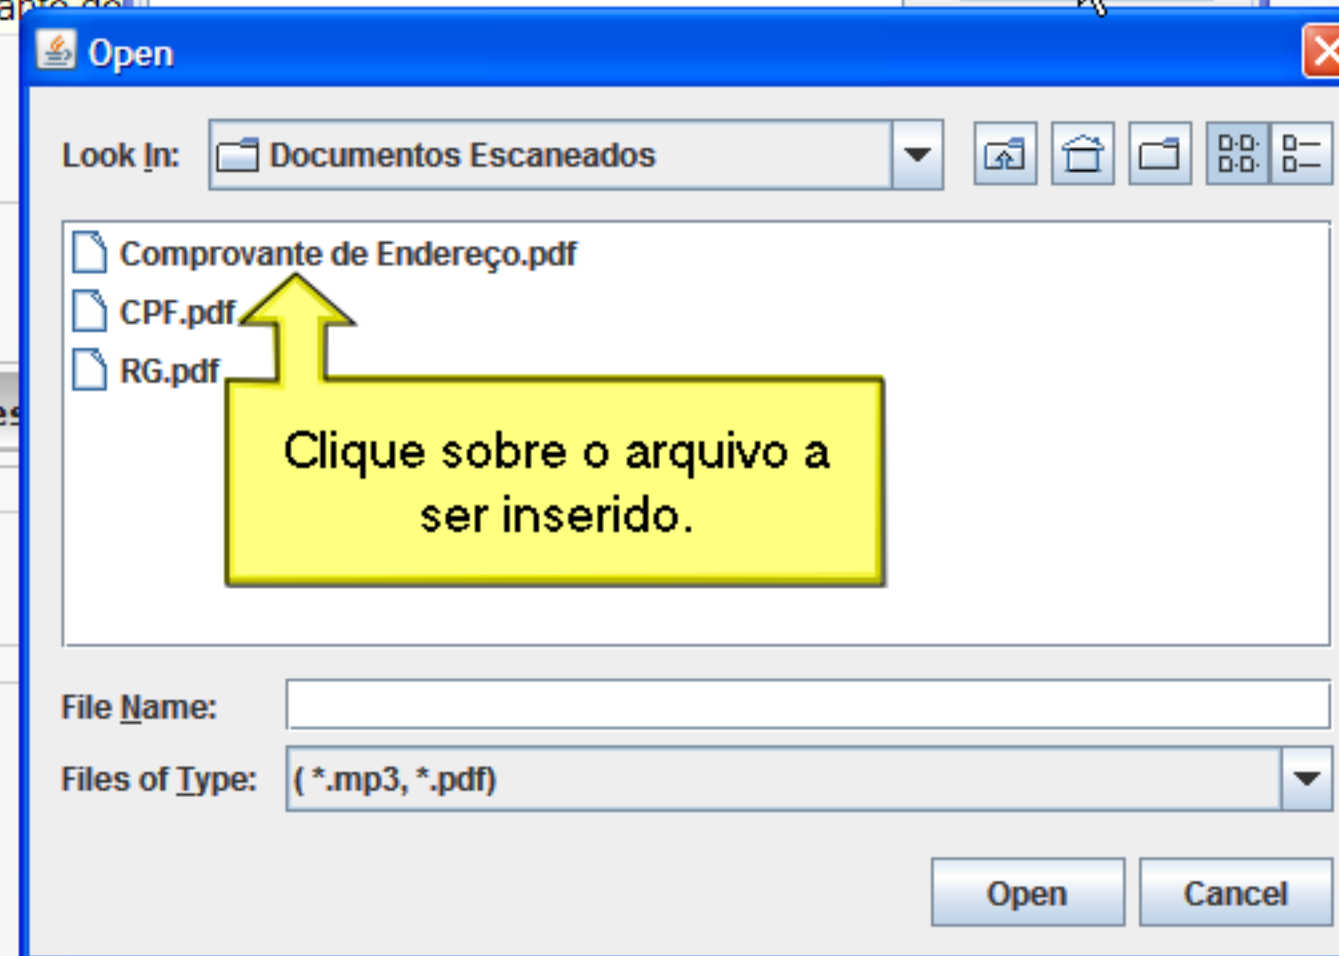 Open
Look In: Documentos Escaneados
Comprovante de Endereço.pdf
CPF.pdf
RG.pdf
Clique sobre o arquivo a
ser inserido.
File Name:
Files of Type: ( *.mp3, *.pdf)
Open Cancel